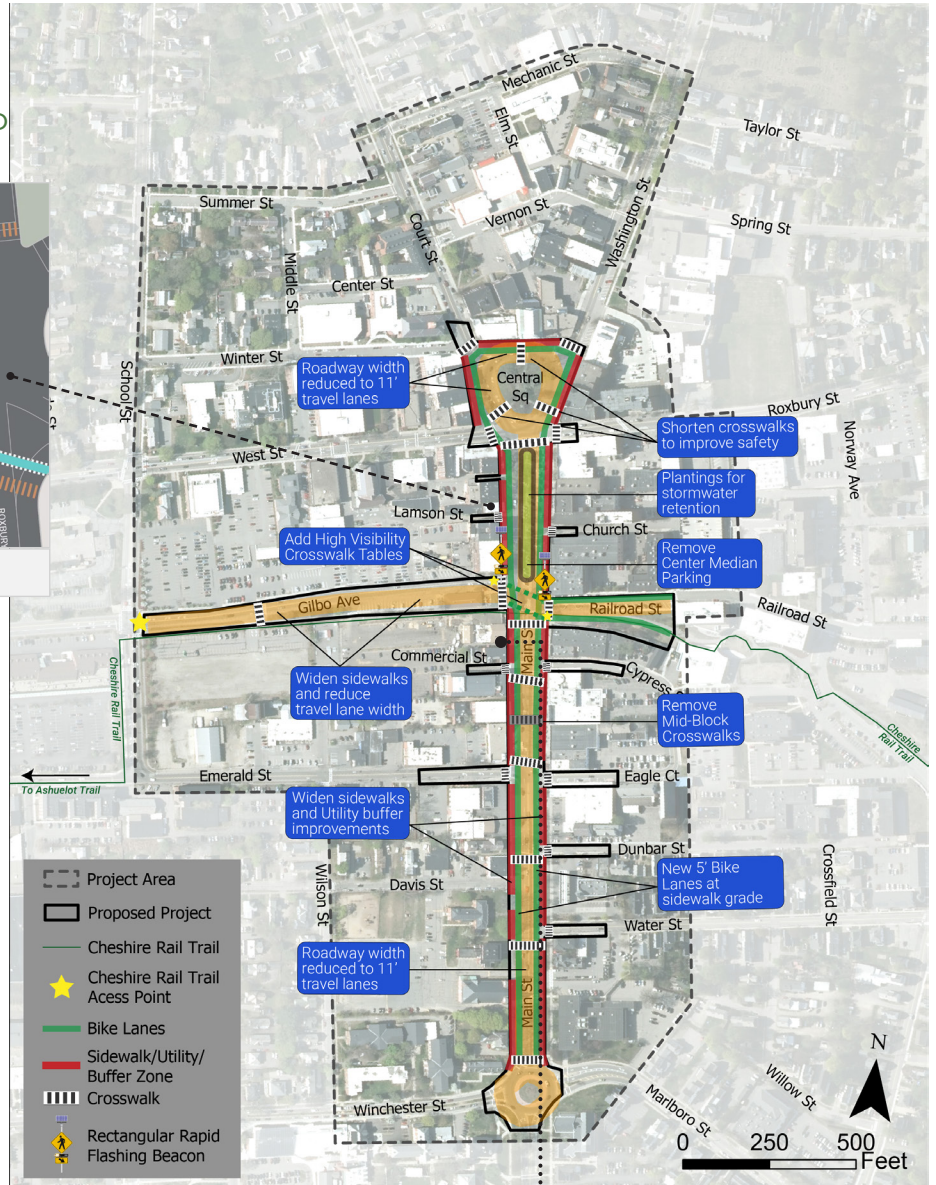 Mechanic St
Elm St
Taylor St
Summer St
Vernon St
Washington St
Spring St
Court St
Middle St
Center St
School St
Winter St
Roadway width
reduced to 11'
travel lanes
Central
Sq
Roxbury St
Shorten crosswalks
to improve safety
Norway Ave
West St
ROXBURY
Plantings for
stormwater
retention
Lamson St
Church St
Add High Visibility
Crosswalk Tables
Remove
Center Median
Parking
Gilbo Ave
Railroad St
Railroad St
Main St
Commercial St
Cypress
Cheshire Rail Trail
Widen sidewalks
and reduce
travel lane width
Remove
Mid-Block
Crosswalks
Cheshire
Rail Trail
Emerald St
Eagle Ct
To Ashuelot Trail
Widen sidewalks
and Utility buffer
improvements
Dunbar St
Wilson St
Davis St
New 5' Bike
Lanes at
sidewalk grade
Crossfield St
Water St
Roadway width
reduced to 11'
travel lanes
Main St
Winchester St
Marlboro St
Willow St
Project Area
Proposed Project
Cheshire Rail Trail
Cheshire Rail Trail
Acess Point
Bike Lanes
Sidewalk/Utility/
Buffer Zone
Crosswalk
Rectangular Rapid
Flashing Beacon
N
0 250 500
Feet